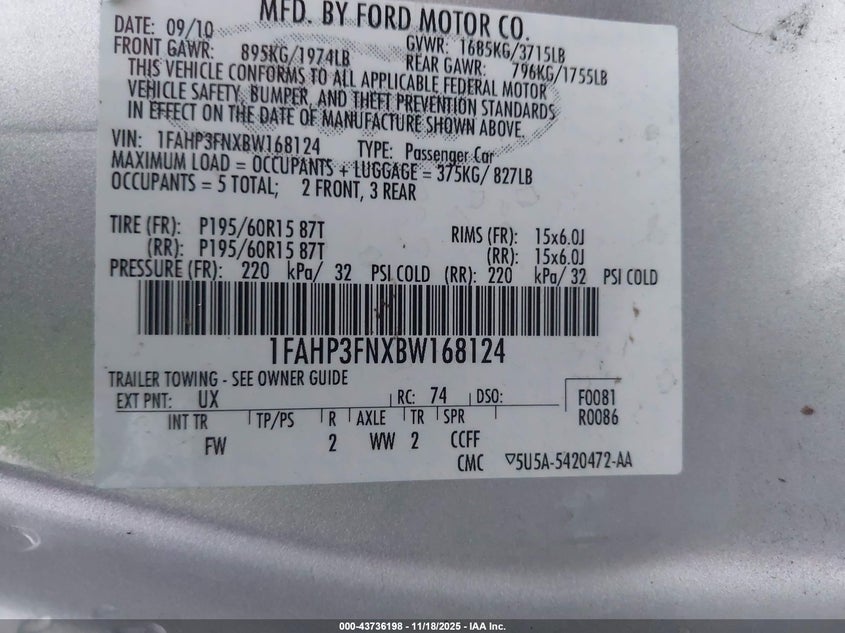 MFD. BY FORD MOTOR CO.
DATE: 09/10 GVWR: 1685KG/3715LB
FRONT GAWR: 895KG/1974LB REAR GAWR: 796KG/1755LB
THIS VEHICLE CONFORMS TO ALL APPLICABLE FEDERAL MOTOR
VEHICLE SAFETY, BUMPER, AND THEFT PREVENTION STANDARDS
IN EFFECT ON THE DATE OF MANUFACTURE SHOWN ABOVE.
VIN: 1FAHP3FNXBW168124 TYPE: Passenger Car
MAXIMUM LOAD = OCCUPANTS + LUGGAGE = 375KG/ 827LB
OCCUPANTS = 5 TOTAL; 2 FRONT, 3 REAR
TIRE (FR): P195/60R15 87T RIMS (FR): 15x6.0J
(RR): P195/60R15 87T (RR): 15x6.0J
PRESSURE (FR): 220 kPa/ 32 PSI COLD (RR): 220 kPa/ 32 PSI COLD
1FAHP3FNXBW168124
TRAILER TOWING - SEE OWNER GUIDE
EXT PNT: UX RC: 74 DSO: F0081
INT TR TP/PS R AXLE TR SPR R0086
FW 2 WW 2 CCFF
CMC ▽5U5A-5420472-AA
000-43736198 - 11/18/2025 - IAA Inc.